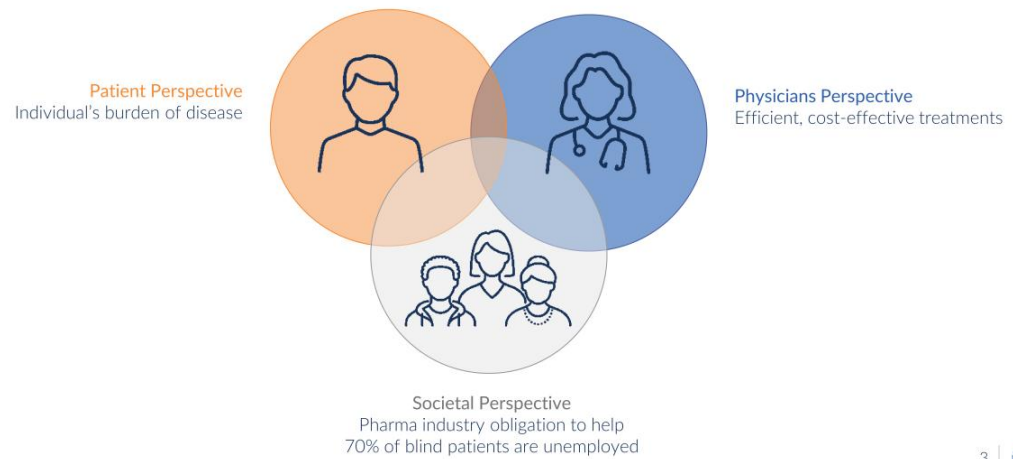 Patient Perspective
Individual's burden of disease
Physicians Perspective
Efficient, cost-effective treatments
Societal Perspective
Pharma industry obligation to help
70% of blind patients are unemployed
3 |